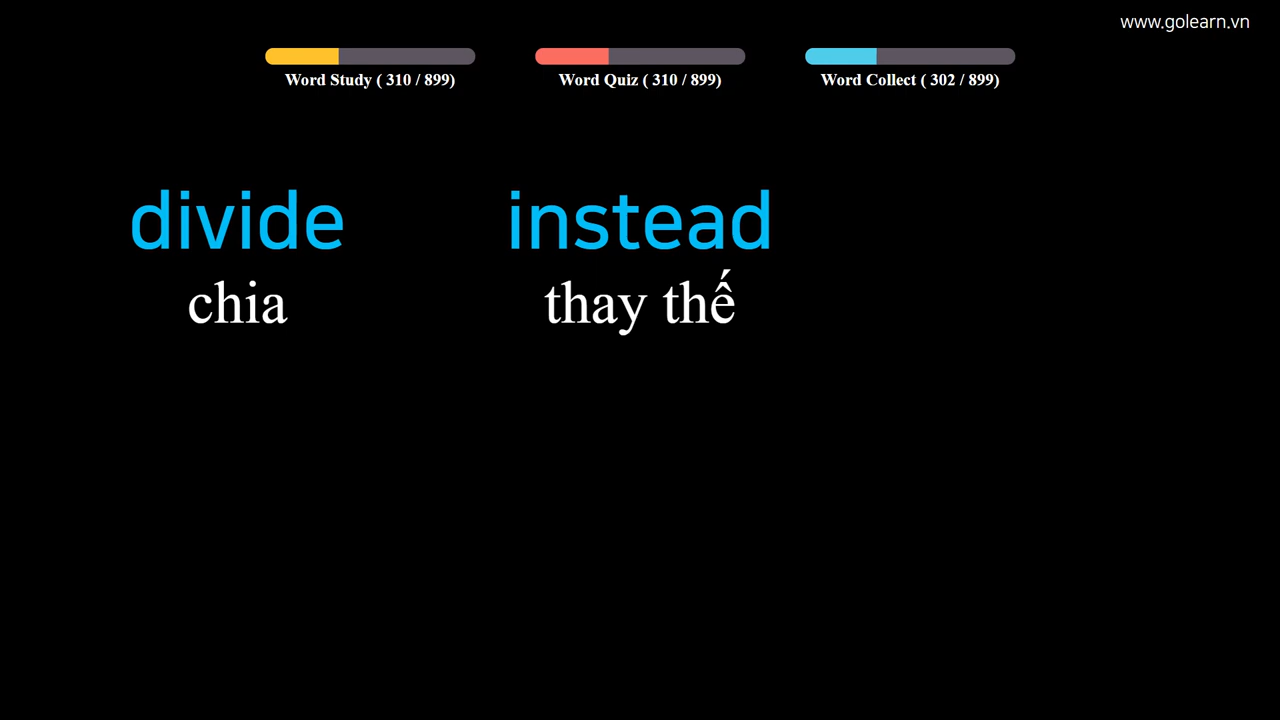 www.golearn.vn
Word Study ( 310 / 899)
Word Quiz ( 310 / 899)
Word Collect ( 302 / 899)
divide
instead
chia
thay thế